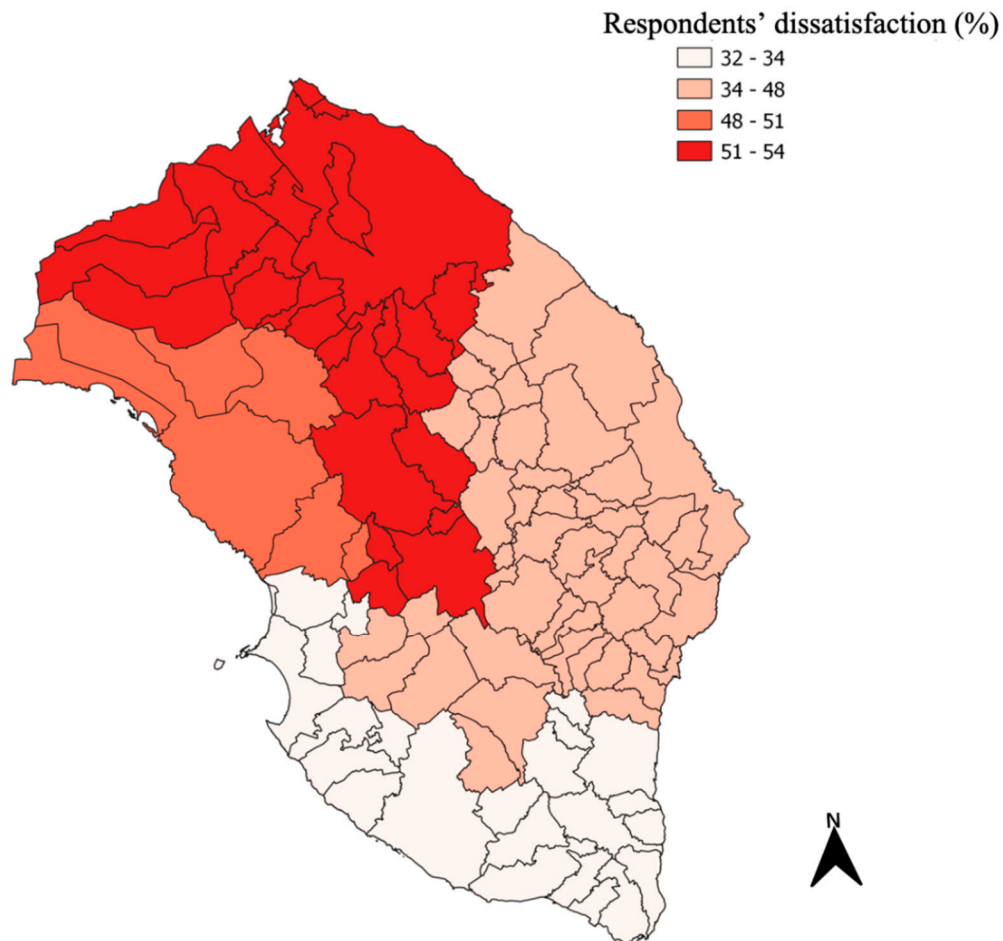 Respondents’ dissatisfaction (%)
32 - 34
34 - 48
48 - 51
51 - 54
N